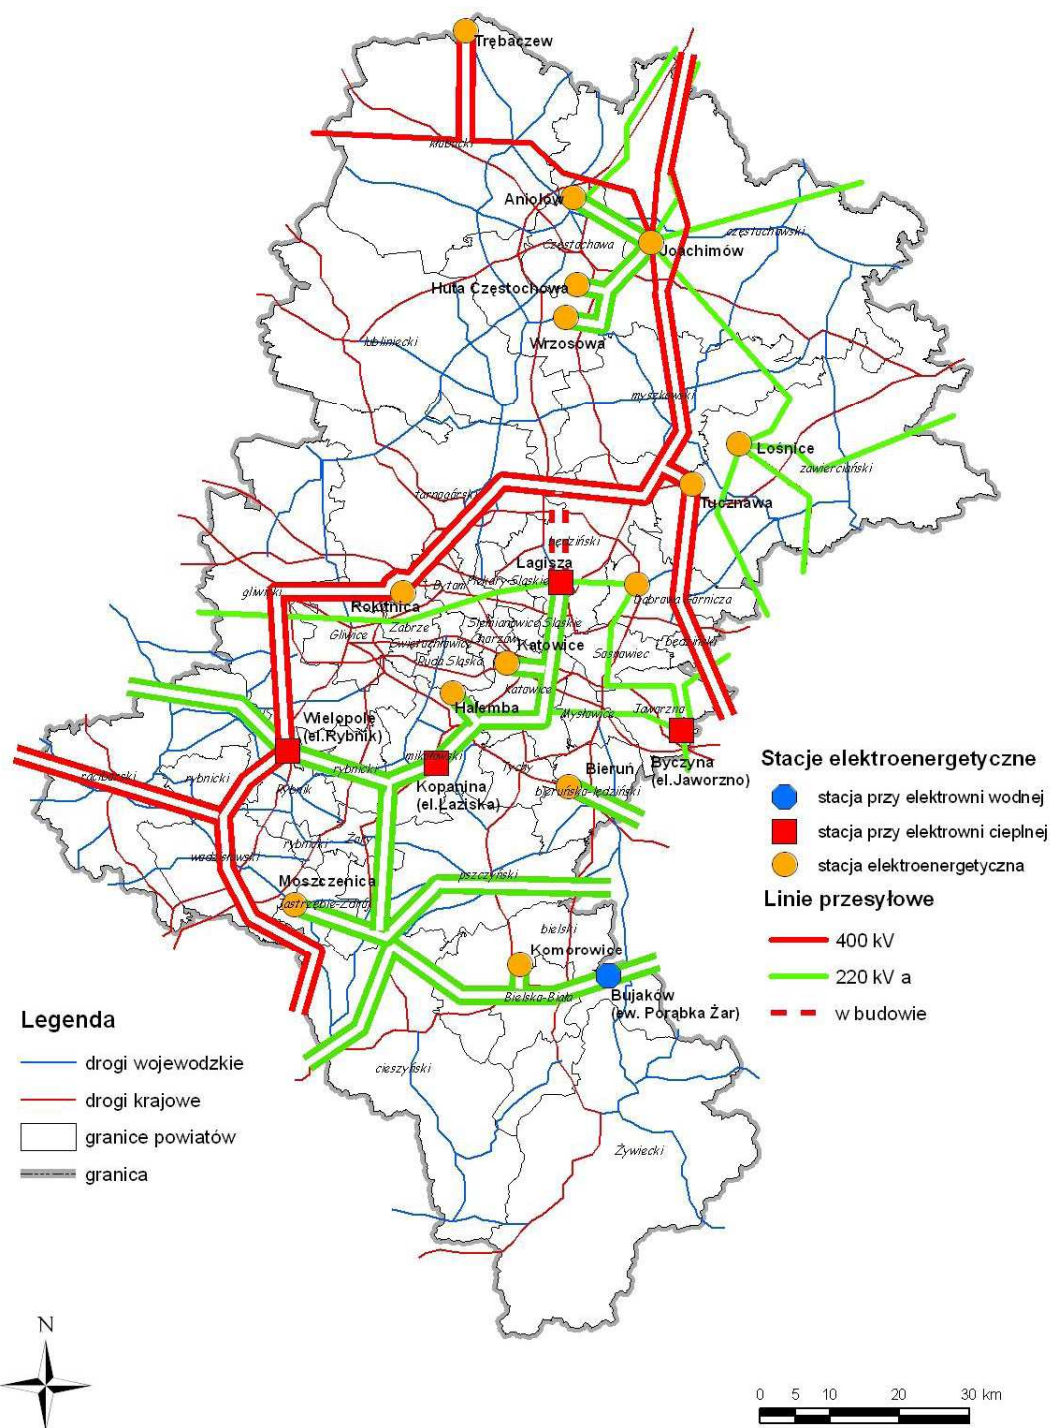 Trębaczew
kłobucki
Aniołów
Częstochowa
częstochowski
Joachimów
Huta Częstochowa
Wrzosowa
lubliniecki
myszkowski
Łośnice
zawierciański
tarnogórski
Tucznawa
będziński
Łagisza
gliwicki
Bytom
Piekary Śląskie
Rokitnica
Dąbrowa Górnicza
Siemianowice Śląskie
Zabrze
Gliwice
Świętochłowice
Chorzów
Katowice
będziński
Ruda Śląska
Sosnowiec
Katowice
Halemba
Mysłowice
Jaworzno
Wielopole
(el.Rybnik)
mikołowski
Byczyna
(el.Jaworzno)
raciborski
rybnicki
rybnicki
Tychy
Bieruń
Kopanina
(el.Łaziska)
Rybnik
bieruńsko-lędziński
rybnicki
Żory
wodzisławski
Moszczenica
pszczyński
Jastrzębie-Zdrój
bielski
Komorowice
Bielsko-Biała
Bujaków
(ew. Porąbka Żar)
cieszyński
Żywiecki
Stacje elektroenergetyczne
stacja przy elektrowni wodnej
stacja przy elektrowni cieplnej
stacja elektroenergetyczna
Linie przesyłowe
400 kV
220 kV a
w budowie
Legenda
drogi wojewodzkie
drogi krajowe
granice powiatów
granica
N
0 5 10 20 30 km